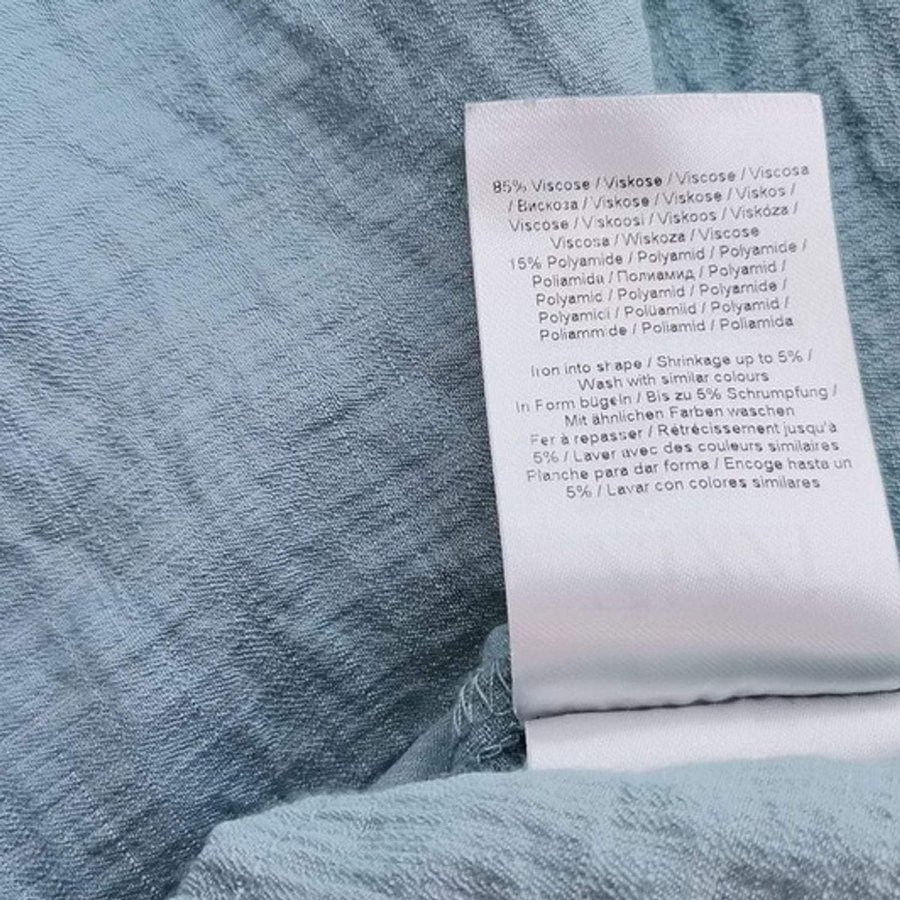 85% Viscose / Viskose / Viscose / Viscosa
/ Вискоза / Viskose / Viskose / Viskos /
Viscose / Viskoosi / Viskoos / Viskóza /
Viscosa / Wiskoza / Viscose
15% Polyamide / Polyamid / Polyamide /
Poliamida / Полиамид / Polyamid /
Polyamid / Polyamid / Polyamide /
Polyamidi / Polüamiid / Polyamid /
Poliammide / Poliamid / Poliamida
Iron into shape / Shrinkage up to 5% /
Wash with similar colours
In Form bügeln / Bis zu 5% Schrumpfung /
Mit ähnlichen Farben waschen
Fer à repasser / Rétrécissement jusqu'à
5% / Laver avec des couleurs similaires
Planche para dar forma / Encoge hasta un
5% / Lavar con colores similares